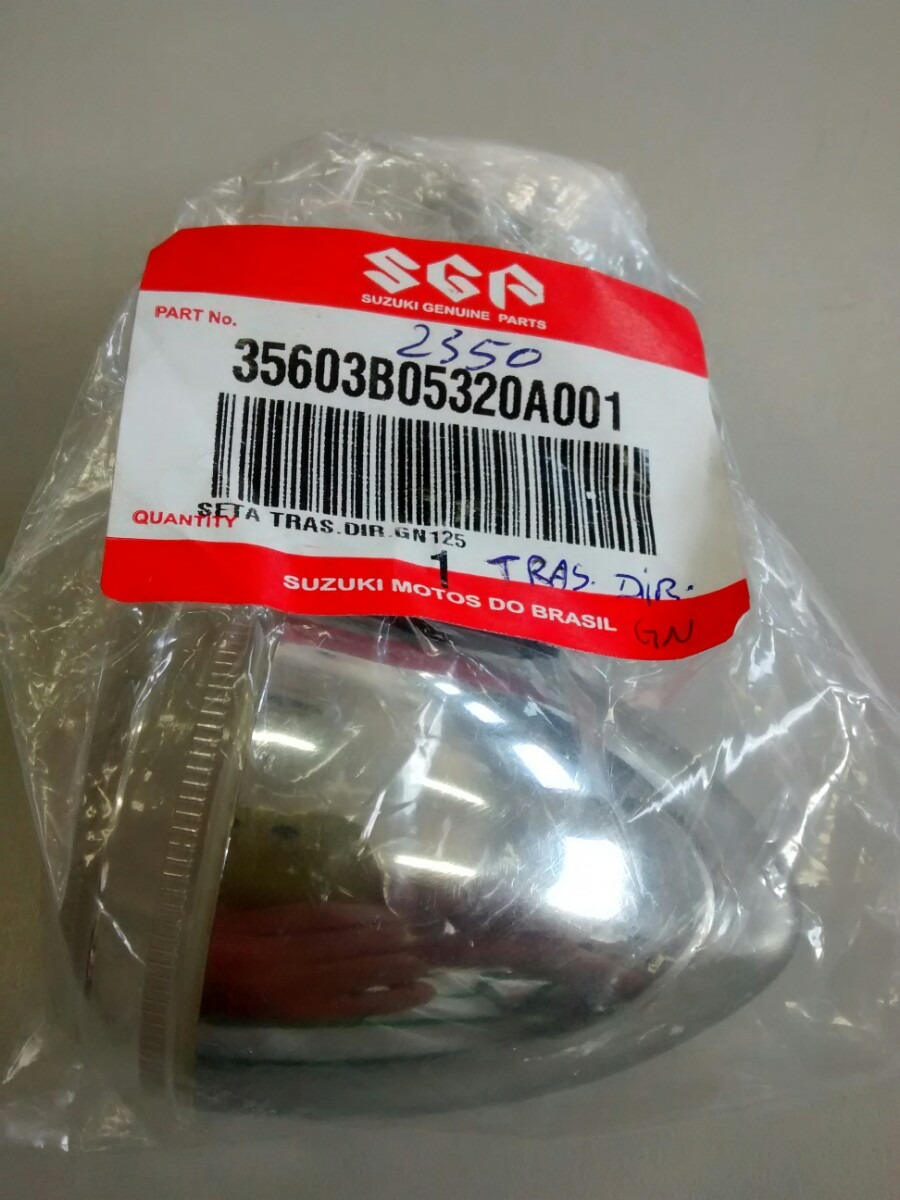 SGP
SUZUKI GENUINE PARTS
PART No.
2350
35603B05320A001
SETA TRAS.DIR.GN125
QUANTITY
1 TRAS. DIR.
SUZUKI MOTOS DO BRASIL
GN